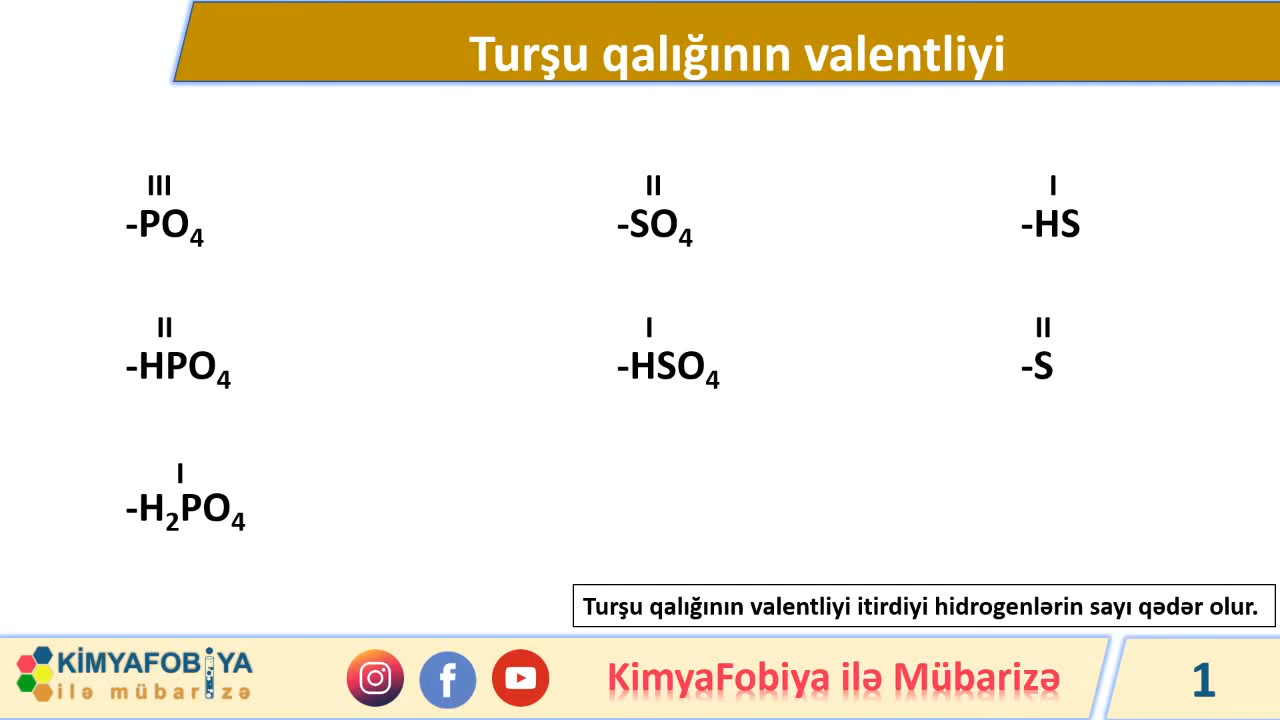 Turşu qalığının valentliyi
III II I
-PO₄ -SO₄ -HS
II I II
-HPO₄ -HSO₄ -S
I
-H₂PO₄
Turşu qalığının valentliyi itirdiyi hidrogenlərin sayı qədər olur.
KİMYAFOBİYA
ilə mübarizə
KimyaFobiya ilə Mübarizə
1